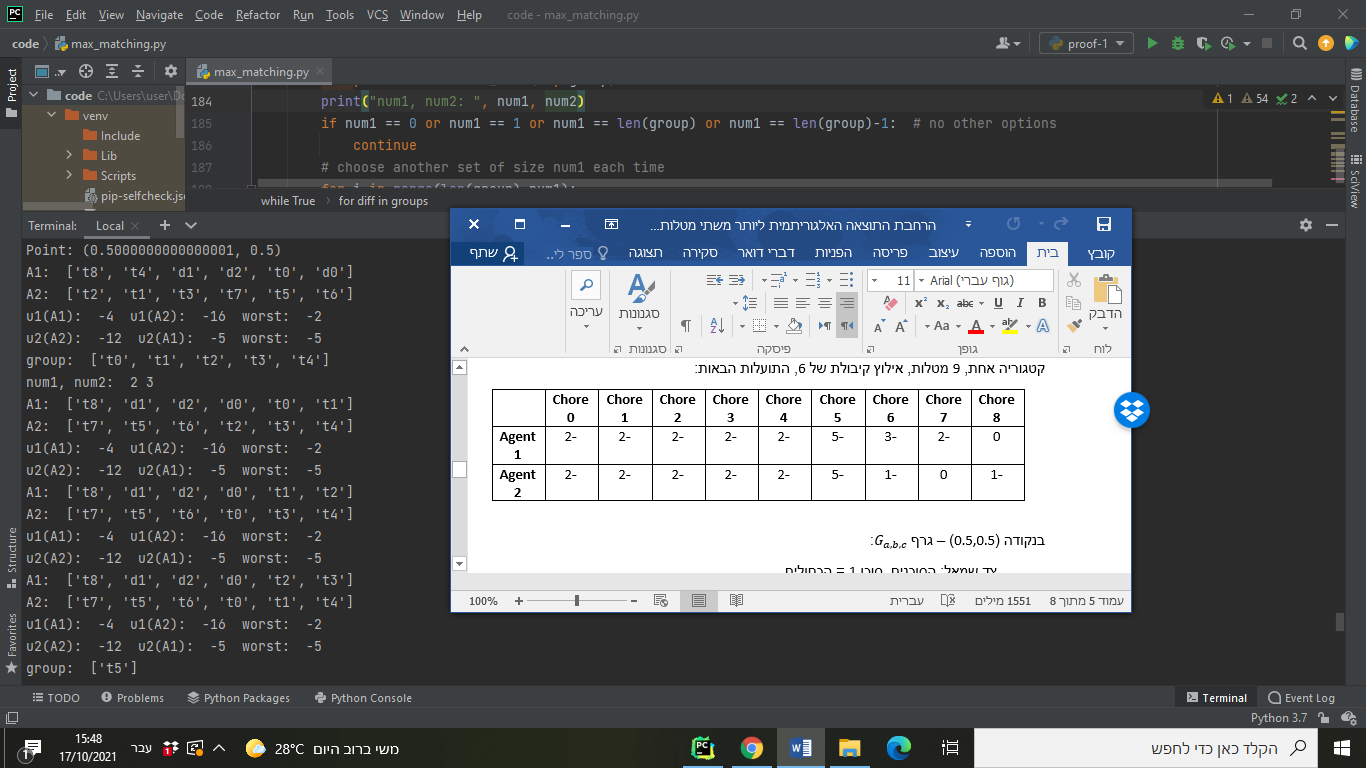 File Edit View Navigate Code Refactor Run Tools VCS Window Help code - max_matching.py
code max_matching.py proof-1
Project
Structure
Favorites
Database
SciView
code C:\Users\user\Do
venv
Include
Lib
Scripts
pip-selfcheck.js
max_matching.py
1 54 2
184 print("num1, num2: ", num1, num2)
185 if num1 == 0 or num1 == 1 or num1 == len(group) or num1 == len(group)-1: # no other options
186 continue
187 # choose another set of size num1 each time
while True for diff in groups
Terminal: Local
Point: (0.5000000000000001, 0.5)
A1: ['t8', 't4', 'd1', 'd2', 't0', 'd0']
A2: ['t2', 't1', 't3', 't7', 't5', 't6']
u1(A1): -4 u1(A2): -16 worst: -2
u2(A2): -12 u2(A1): -5 worst: -5
group: ['t0', 't1', 't2', 't3', 't4']
num1, num2: 2 3
A1: ['t8', 'd1', 'd2', 'd0', 't0', 't1']
A2: ['t7', 't5', 't6', 't2', 't3', 't4']
u1(A1): -4 u1(A2): -16 worst: -2
u2(A2): -12 u2(A1): -5 worst: -5
A1: ['t8', 'd1', 'd2', 'd0', 't1', 't2']
A2: ['t7', 't5', 't6', 't0', 't3', 't4']
u1(A1): -4 u1(A2): -16 worst: -2
u2(A2): -12 u2(A1): -5 worst: -5
A1: ['t8', 'd1', 'd2', 'd0', 't2', 't3']
A2: ['t7', 't5', 't6', 't0', 't1', 't4']
u1(A1): -4 u1(A2): -16 worst: -2
u2(A2): -12 u2(A1): -5 worst: -5
group: ['t5']
הרחבת התוצאה האלגוריתמית ליותר משתי מטלות...
קובץ בית הוספה עיצוב פריסה הפניות דברי דואר סקירה תצוגה ספר לי.. שתף
הדבק
Arial (גוף עברי) 11
סגנונות
עריכה
לוח גופן פיסקה סגנונות
קטגוריה אחת, 9 מטלות, אילוץ קיבולת של 6, התועלות הבאות:
Chore 0 Chore 1 Chore 2 Chore 3 Chore 4 Chore 5 Chore 6 Chore 7 Chore 8
Agent 1 2- 2- 2- 2- 2- 5- 3- 2- 0
Agent 2 2- 2- 2- 2- 2- 5- 1- 0 1-
בנקודה (0.5,0.5) – גרף G_a,b,c:
צד שמאל: הסוכנים, סוכן 1 = הכחולים
עמוד 5 מתוך 8 1551 מילים עברית 100%
TODO Problems Python Packages Python Console Terminal Event Log
Python 3.7
15:48
17/10/2021
עבר
28°C משי ברוב היום
הקלד כאן כדי לחפש